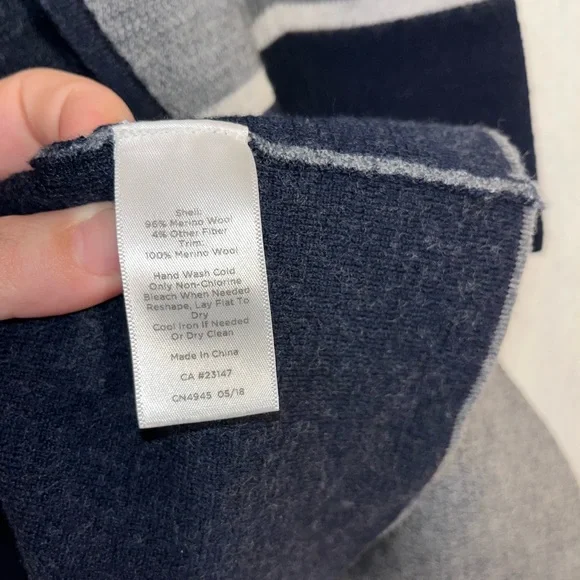 Shell:
96% Merino Wool
4% Other Fiber
Trim:
100% Merino Wool
Hand Wash Cold
Only Non-Chlorine
Bleach When Needed
Reshape, Lay Flat To
Dry
Cool Iron If Needed
Or Dry Clean
Made In China
CA #23147
CN4945 05/18